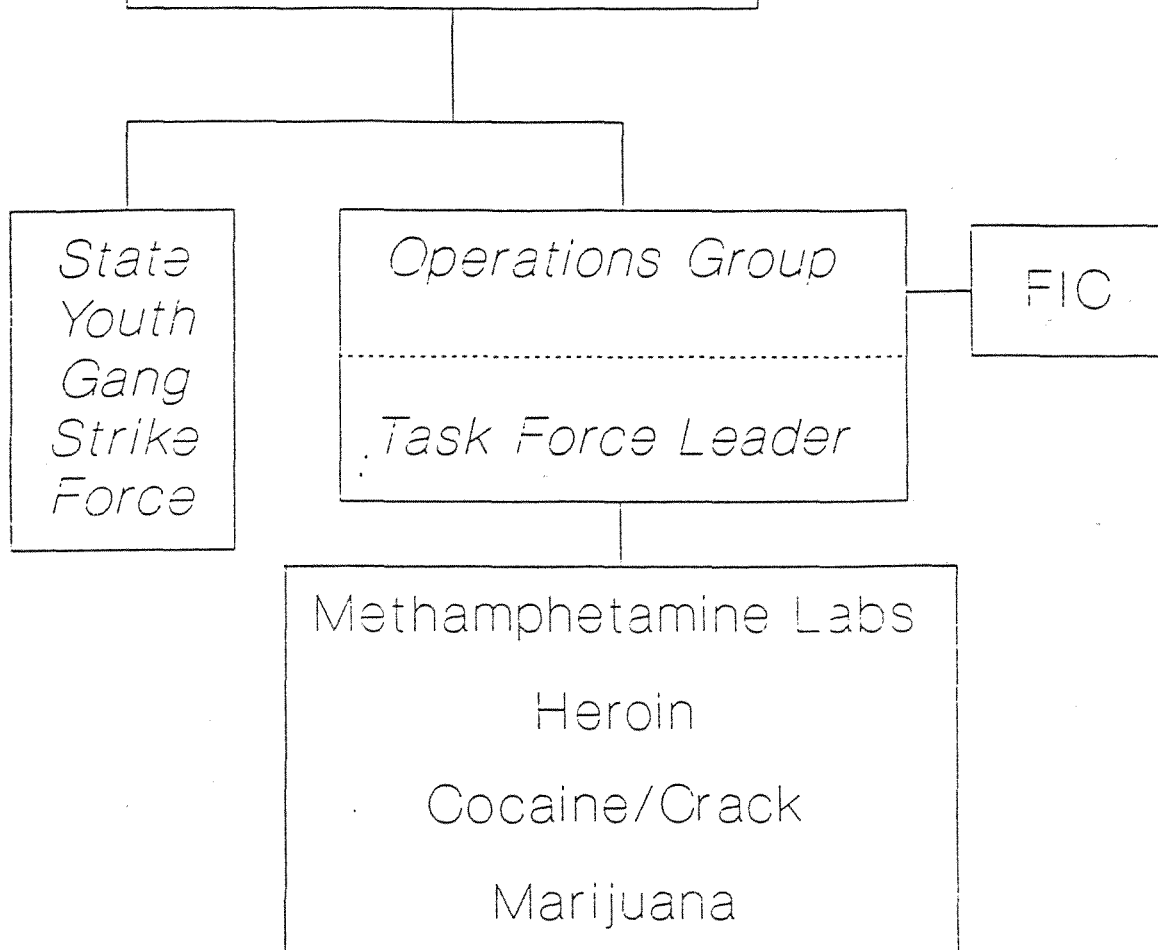 State
Youth
Gang
Strike
Force
Operations Group
Task Force Leader
FIC
Methamphetamine Labs
Heroin
Cocaine/Crack
Marijuana